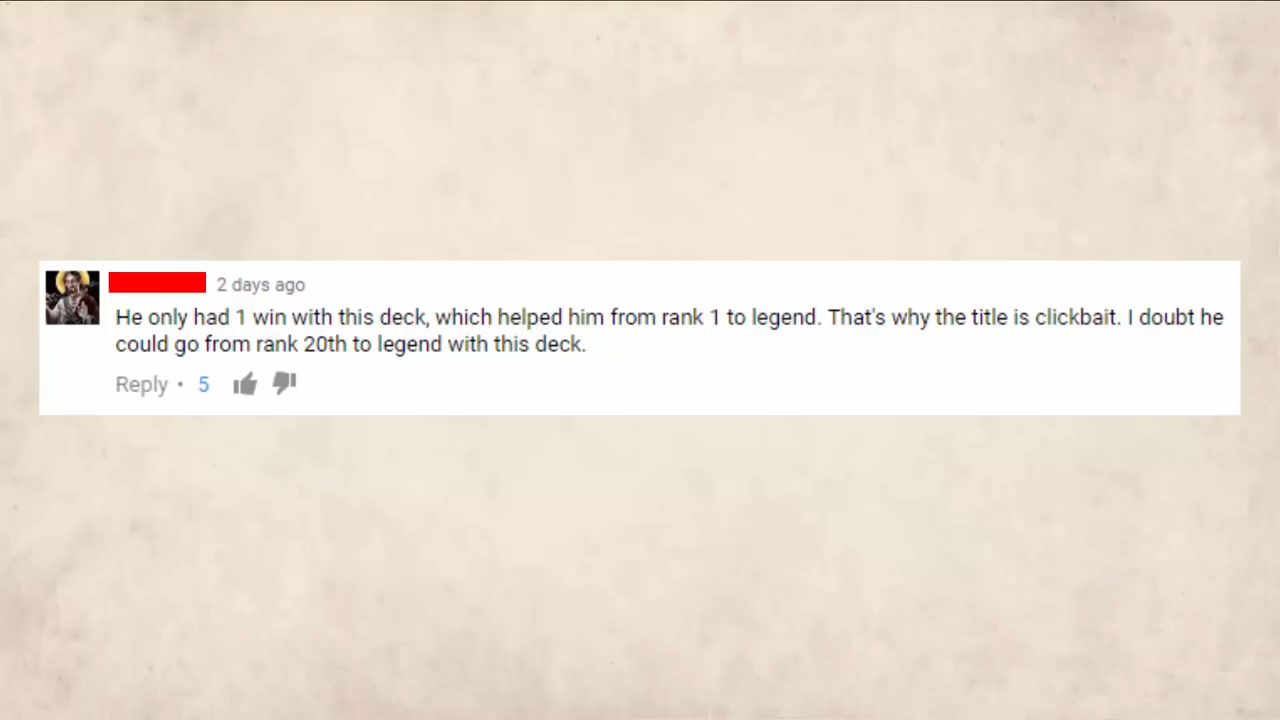 2 days ago
He only had 1 win with this deck, which helped him from rank 1 to legend. That's why the title is clickbait. I doubt he
could go from rank 20th to legend with this deck.
Reply • 5